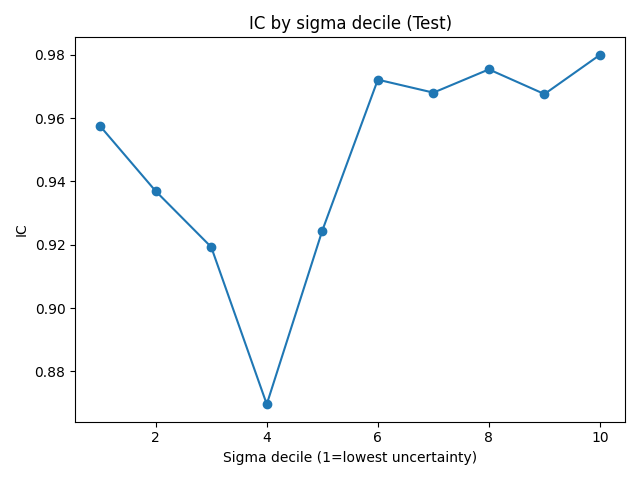 IC by sigma decile (Test)
0.98
0.96
0.94
0.92
0.90
0.88
IC
2 4 6 8 10
Sigma decile (1=lowest uncertainty)